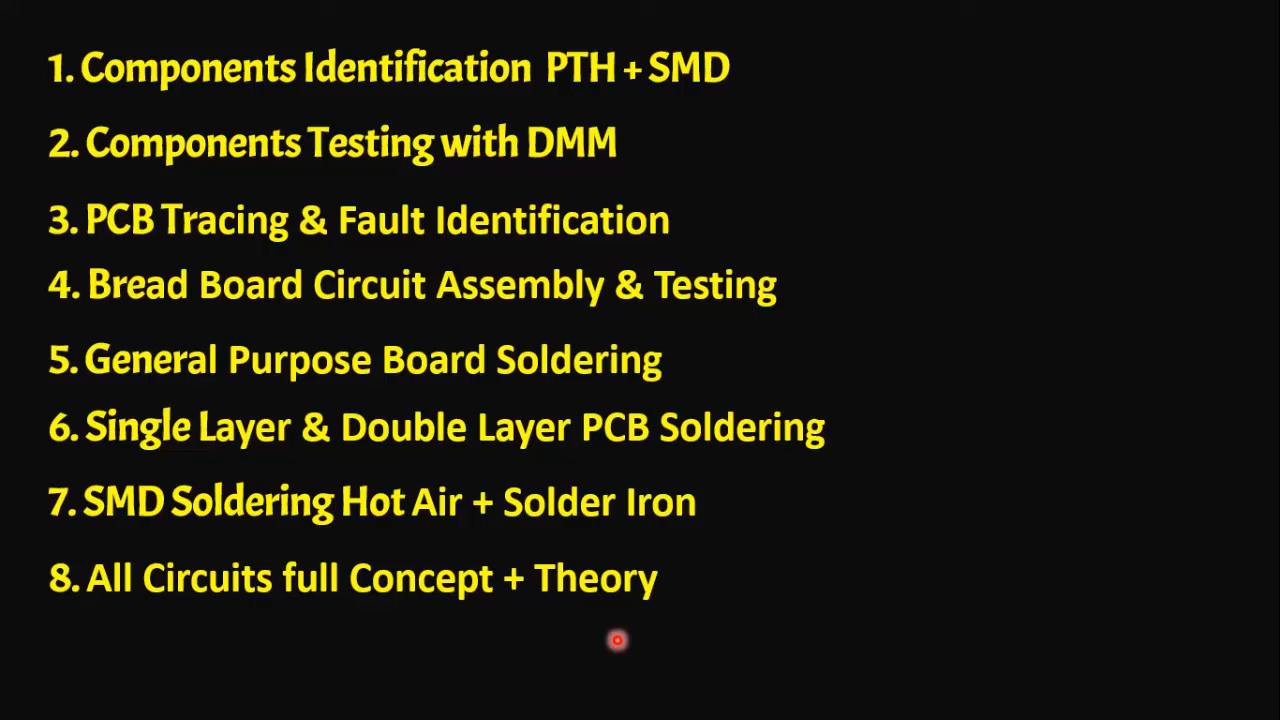 1. Components Identification PTH + SMD
2. Components Testing with DMM
3. PCB Tracing & Fault Identification
4. Bread Board Circuit Assembly & Testing
5. General Purpose Board Soldering
6. Single Layer & Double Layer PCB Soldering
7. SMD Soldering Hot Air + Solder Iron
8. All Circuits full Concept + Theory